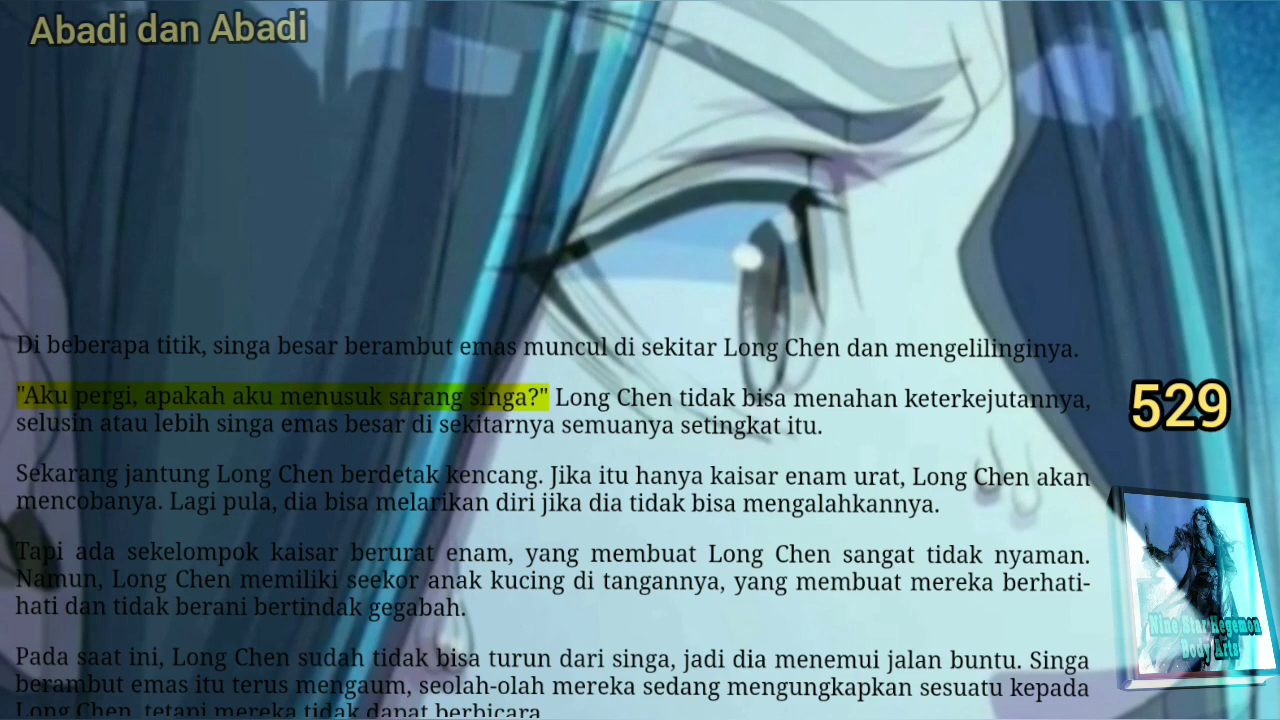 Abadi dan Abadi
Di beberapa titik, singa besar berambut emas muncul di sekitar Long Chen dan mengelilinginya.
"Aku pergi, apakah aku menusuk sarang singa?" Long Chen tidak bisa menahan keterkejutannya,
selusin atau lebih singa emas besar di sekitarnya semuanya setingkat itu.
529
Sekarang jantung Long Chen berdetak kencang. Jika itu hanya kaisar enam urat, Long Chen akan
mencobanya. Lagi pula, dia bisa melarikan diri jika dia tidak bisa mengalahkannya.
Tapi ada sekelompok kaisar berurat enam, yang membuat Long Chen sangat tidak nyaman.
Namun, Long Chen memiliki seekor anak kucing di tangannya, yang membuat mereka berhati-
hati dan tidak berani bertindak gegabah.
Nine Star Hegemon
Body Arts
Pada saat ini, Long Chen sudah tidak bisa turun dari singa, jadi dia menemui jalan buntu. Singa
berambut emas itu terus mengaum, seolah-olah mereka sedang mengungkapkan sesuatu kepada
Long Chen, tetapi mereka tidak dapat berbicara.